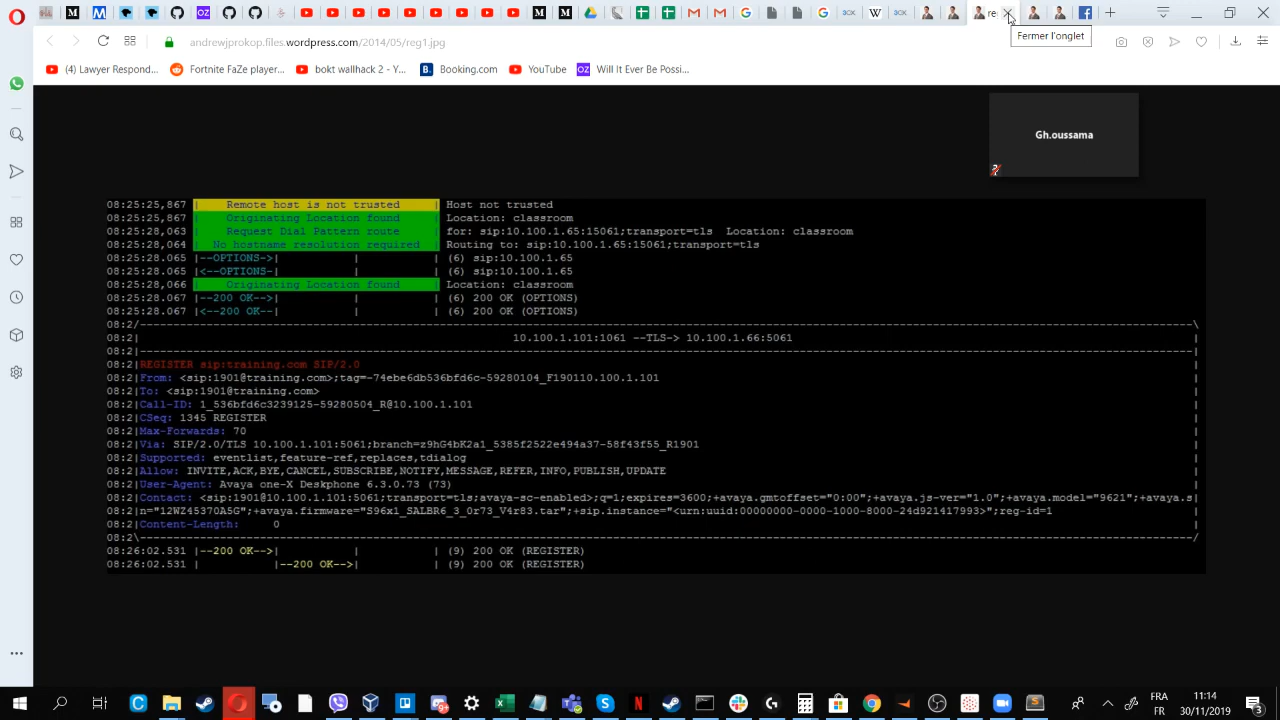 re
Fermer l'onglet
andrewjprokop.files.wordpress.com/2014/05/reg1.jpg
(4) Lawyer Respond...
Fortnite FaZe player...
bokt wallhack 2 - Y...
B. Booking.com
YouTube
OZ Will It Ever Be Possi...
Gh.oussama
08:25:25,867 | Remote host is not trusted | Host not trusted
08:25:25,867 | Originating Location found | Location: classroom
08:25:28,063 | Request Dial Pattern route | for: sip:10.100.1.65:15061;transport=tls Location: classroom
08:25:28,064 | No hostname resolution required | Routing to: sip:10.100.1.65:15061;transport=tls
08:25:28.065 |--OPTIONS->| | | (6) sip:10.100.1.65
08:25:28.065 |<--OPTIONS-| | | (6) sip:10.100.1.65
08:25:28,066 | Originating Location found | Location: classroom
08:25:28.067 |--200 OK-->| | | (6) 200 OK (OPTIONS)
08:25:28.067 |<--200 OK--| | | (6) 200 OK (OPTIONS)
08:2/
08:2| 10.100.1.101:1061 --TLS-> 10.100.1.66:5061
08:2|
08:2|REGISTER sip:training.com SIP/2.0
08:2|From: <sip:1901@training.com>;tag=-74ebe6db536bfd6c-59280104_F190110.100.1.101
08:2|To: <sip:1901@training.com>
08:2|Call-ID: 1_536bfd6c3239125-59280504_R@10.100.1.101
08:2|CSeq: 1345 REGISTER
08:2|Max-Forwards: 70
08:2|Via: SIP/2.0/TLS 10.100.1.101:5061;branch=z9hG4bK2a1_5385f2522e494a37-58f43f55_R1901
08:2|Supported: eventlist,feature-ref,replaces,tdialog
08:2|Allow: INVITE,ACK,BYE,CANCEL,SUBSCRIBE,NOTIFY,MESSAGE,REFER,INFO,PUBLISH,UPDATE
08:2|User-Agent: Avaya one-X Deskphone 6.3.0.73 (73)
08:2|Contact: <sip:1901@10.100.1.101:5061;transport=tls;avaya-sc-enabled>;q=1;expires=3600;+avaya.gmtoffset="0:00";+avaya.js-ver="1.0";+avaya.model="9621";+avaya.s|
08:2|n="12WZ45370A5G";+avaya.firmware="S96x1_SALBR6_3_0r73_V4r83.tar";+sip.instance="<urn:uuid:00000000-0000-1000-8000-24d921417993>";reg-id=1
08:2|Content-Length: 0
08:2\
08:26:02.531 |--200 OK-->| | | (9) 200 OK (REGISTER)
08:26:02.531 | |--200 OK-->| | (9) 200 OK (REGISTER)
FRA
FR
11:14
30/11/2019
3